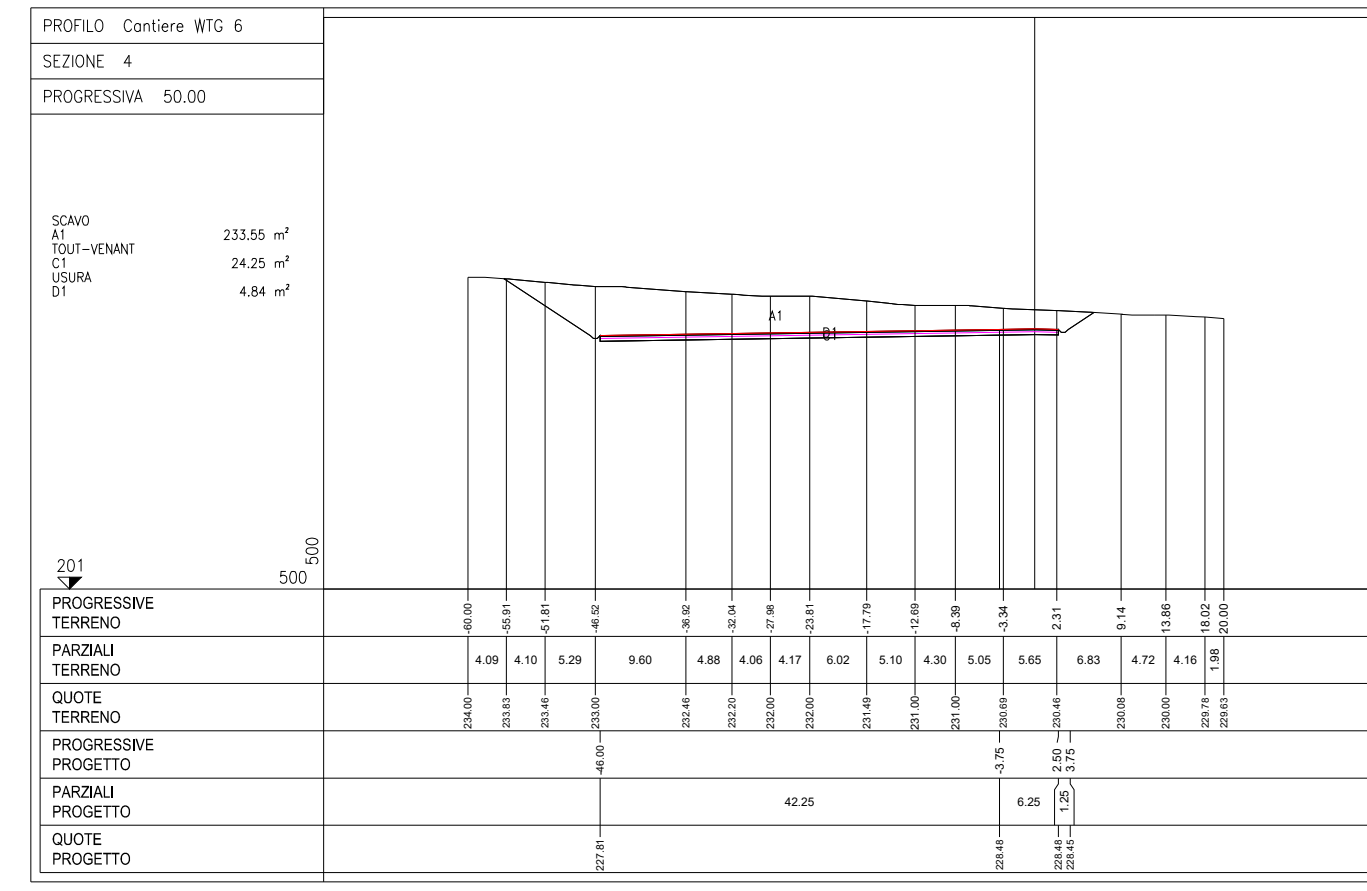 PROFILO Cantiere WTG 6
SEZIONE 4
PROGRESSIVA 50.00
SCAVO
A1 233.55 m²
TOUT-VENANT
C1 24.25 m²
USURA
D1 4.84 m²
A1
D1
201
500
500
PROGRESSIVE TERRENO
-60.00 -55.91 -51.81 -46.52 -36.92 -32.04 -27.98 -23.81 -17.79 -12.69 -8.39 -3.34 2.31 9.14 13.86 18.02 20.00
PARZIALI TERRENO
4.09 4.10 5.29 9.60 4.88 4.06 4.17 6.02 5.10 4.30 5.05 5.65 6.83 4.72 4.16 1.98
QUOTE TERRENO
234.00 233.83 233.46 233.00 232.46 232.20 232.00 232.00 231.49 231.00 231.00 230.69 230.46 230.08 230.00 229.78 229.63
PROGRESSIVE PROGETTO
-46.00 -3.75 2.50 3.75
PARZIALI PROGETTO
42.25 6.25 1.25
QUOTE PROGETTO
227.81 228.48 228.48 228.45